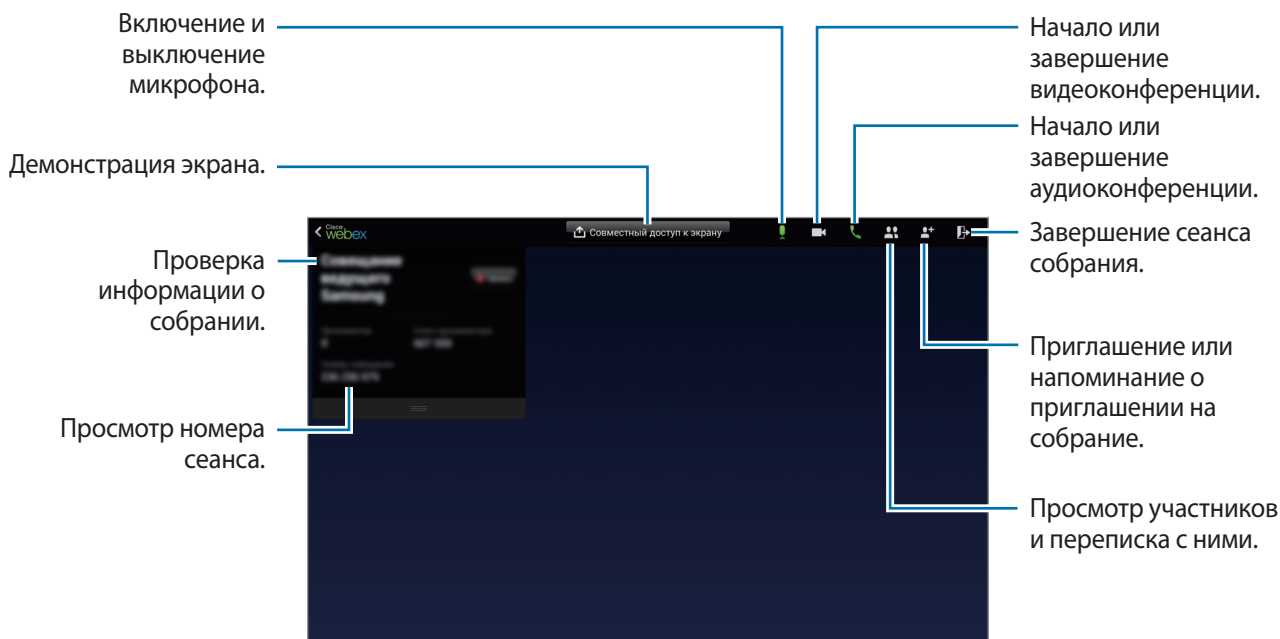 Включение и
выключение
микрофона.
Демонстрация экрана.
Проверка
информации о
собрании.
Просмотр номера
сеанса.
Cisco
webex
Совместный доступ к экрану
Совещание
ведущего
Samsung
Начало или
завершение
видеоконференции.
Начало или
завершение
аудиоконференции.
Завершение сеанса
собрания.
Приглашение или
напоминание о
приглашении на
собрание.
Просмотр участников
и переписка с ними.